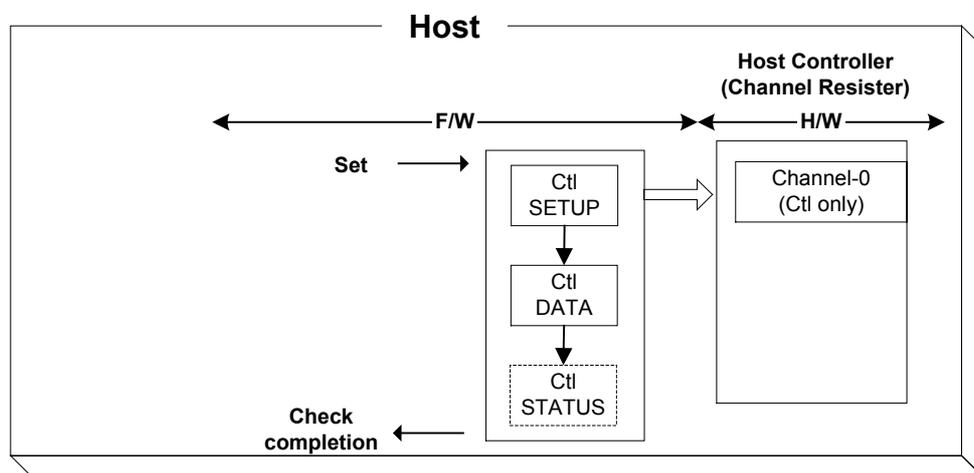 Host
Host Controller
(Channel Resister)
F/W
H/W
Set
Ctl
SETUP
Channel-0
(Ctl only)
Ctl
DATA
Ctl
STATUS
Check
completion